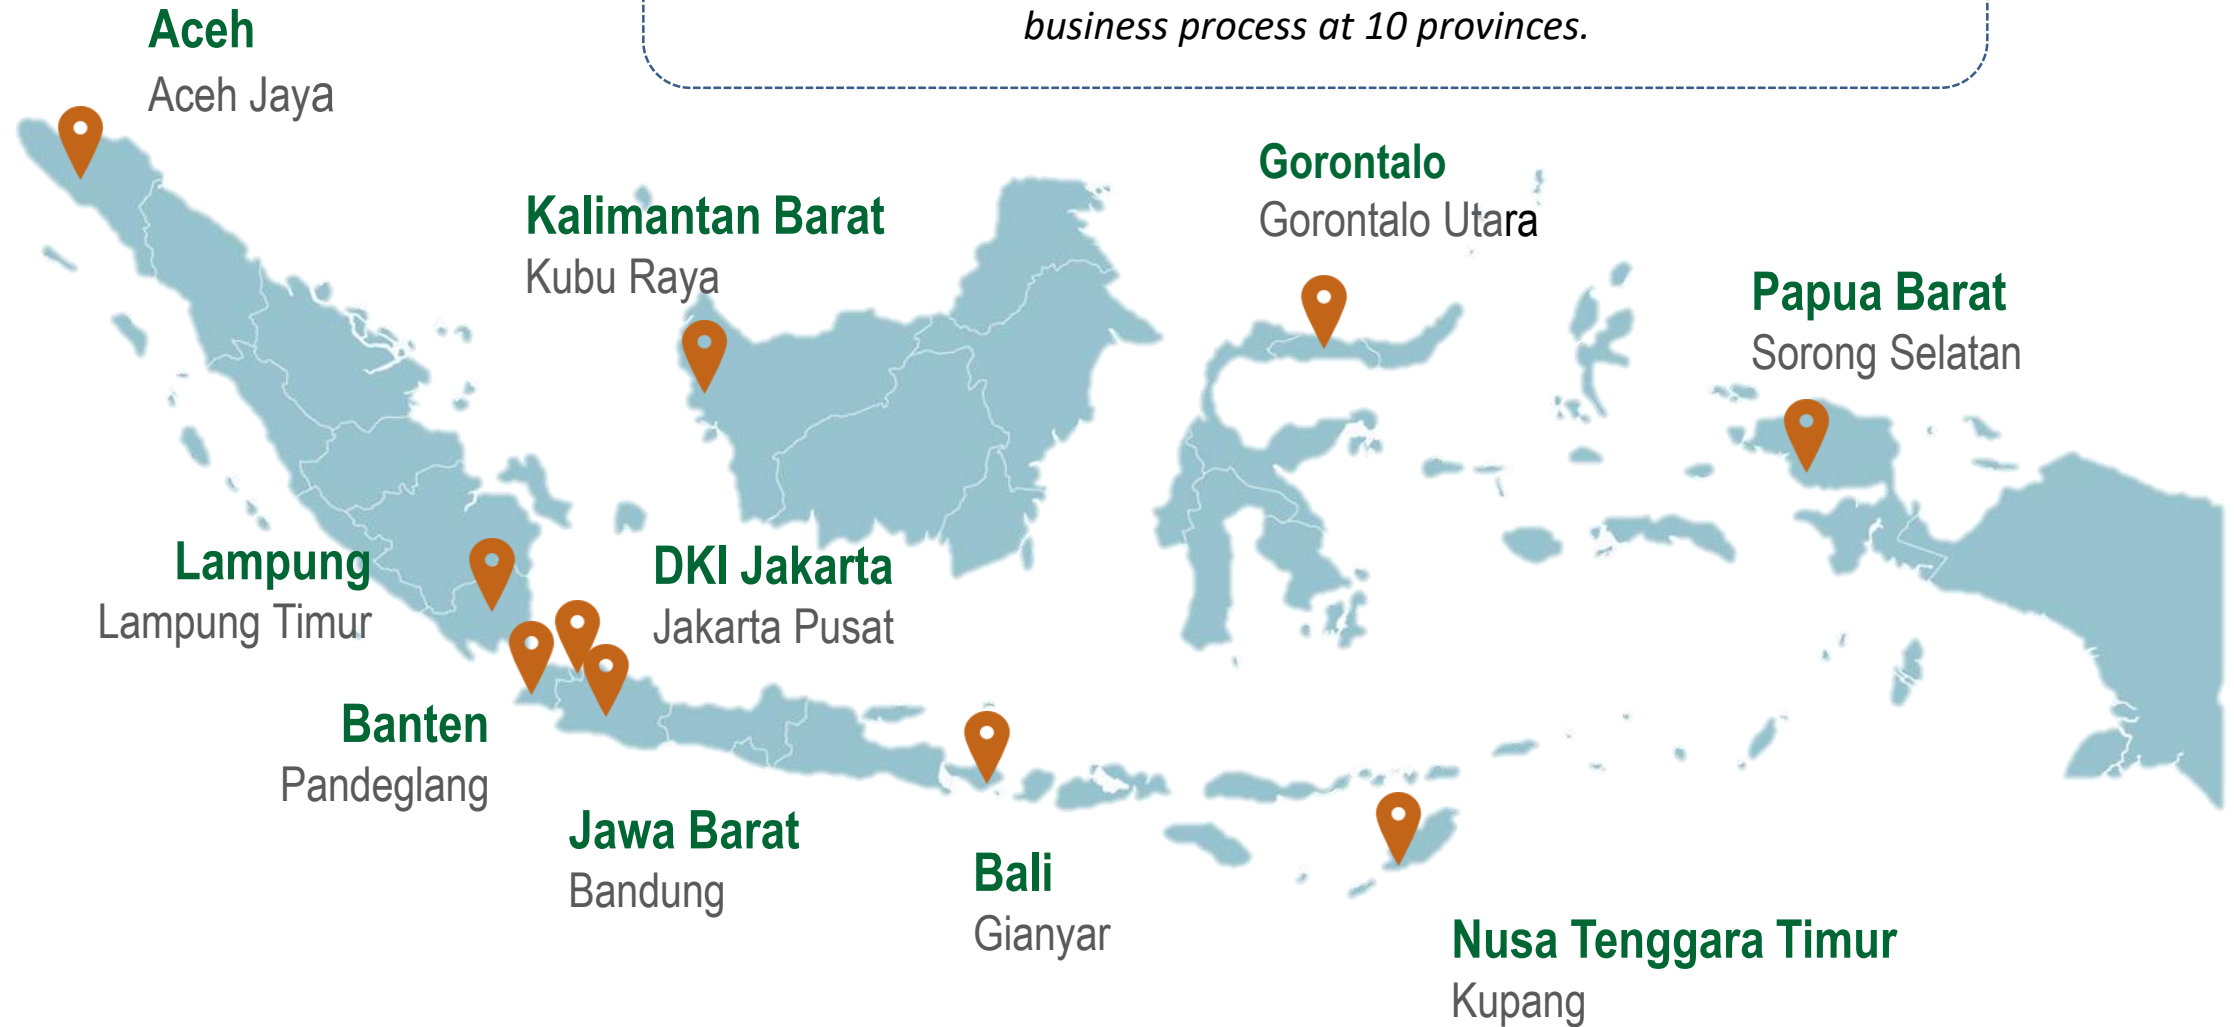 business process at 10 provinces.
Aceh
Aceh Jaya
Gorontalo
Gorontalo Utara
Kalimantan Barat
Kubu Raya
Papua Barat
Sorong Selatan
Lampung
Lampung Timur
DKI Jakarta
Jakarta Pusat
Banten
Pandeglang
Jawa Barat
Bandung
Bali
Gianyar
Nusa Tenggara Timur
Kupang